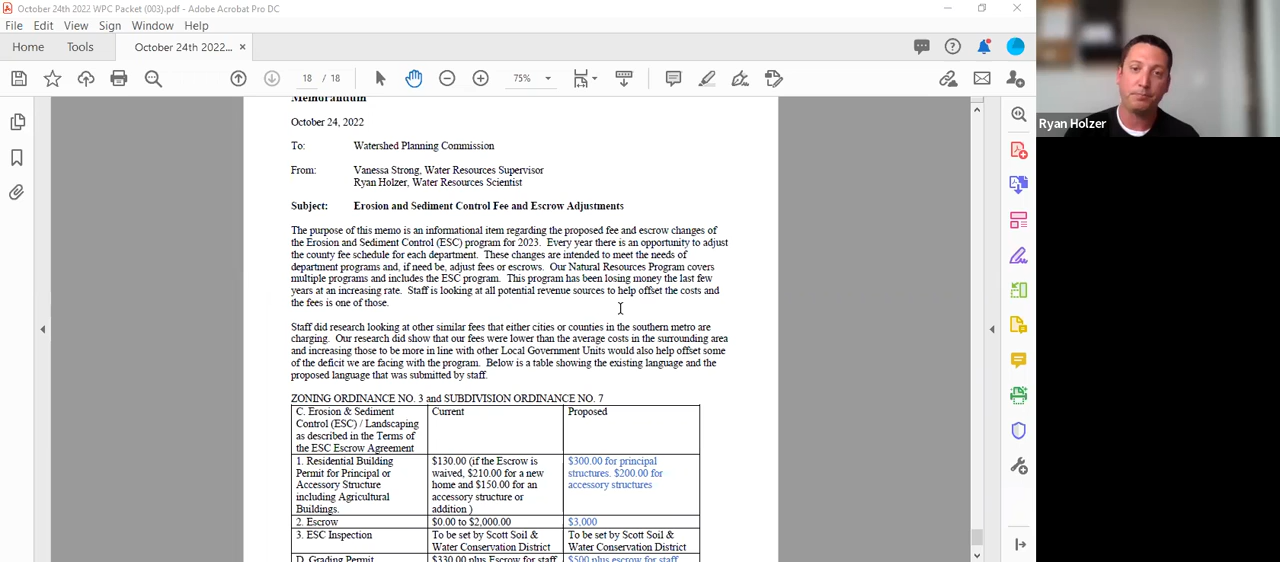 October 24th 2022 WPC Packet (003).pdf - Adobe Acrobat Pro DC
File Edit View Sign Window Help
Home Tools October 24th 2022... ×
18 / 18 75%
Ryan Holzer
Memorandum
October 24, 2022
To: Watershed Planning Commission
From: Vanessa Strong, Water Resources Supervisor
Ryan Holzer, Water Resources Scientist
Subject: Erosion and Sediment Control Fee and Escrow Adjustments
The purpose of this memo is an informational item regarding the proposed fee and escrow changes of
the Erosion and Sediment Control (ESC) program for 2023. Every year there is an opportunity to adjust
the county fee schedule for each department. These changes are intended to meet the needs of
department programs and, if need be, adjust fees or escrows. Our Natural Resources Program covers
multiple programs and includes the ESC program. This program has been losing money the last few
years at an increasing rate. Staff is looking at all potential revenue sources to help offset the costs and
the fees is one of those.
Staff did research looking at other similar fees that either cities or counties in the southern metro are
charging. Our research did show that our fees were lower than the average costs in the surrounding area
and increasing those to be more in line with other Local Government Units would also help offset some
of the deficit we are facing with the program. Below is a table showing the existing language and the
proposed language that was submitted by staff.
ZONING ORDINANCE NO. 3 and SUBDIVISION ORDINANCE NO. 7
C. Erosion & Sediment
Control (ESC) / Landscaping
as described in the Terms of
the ESC Escrow Agreement
Current
Proposed
1. Residential Building
Permit for Principal or
Accessory Structure
including Agricultural
Buildings.
$130.00 (if the Escrow is
waived, $210.00 for a new
home and $150.00 for an
accessory structure or
addition )
$300.00 for principal
structures. $200.00 for
accessory structures
2. Escrow
$0.00 to $2,000.00
$3,000
3. ESC Inspection
To be set by Scott Soil &
Water Conservation District
To be set by Scott Soil &
Water Conservation District
D. Grading Permit
$330.00 plus Escrow for staff
$500 plus escrow for staff